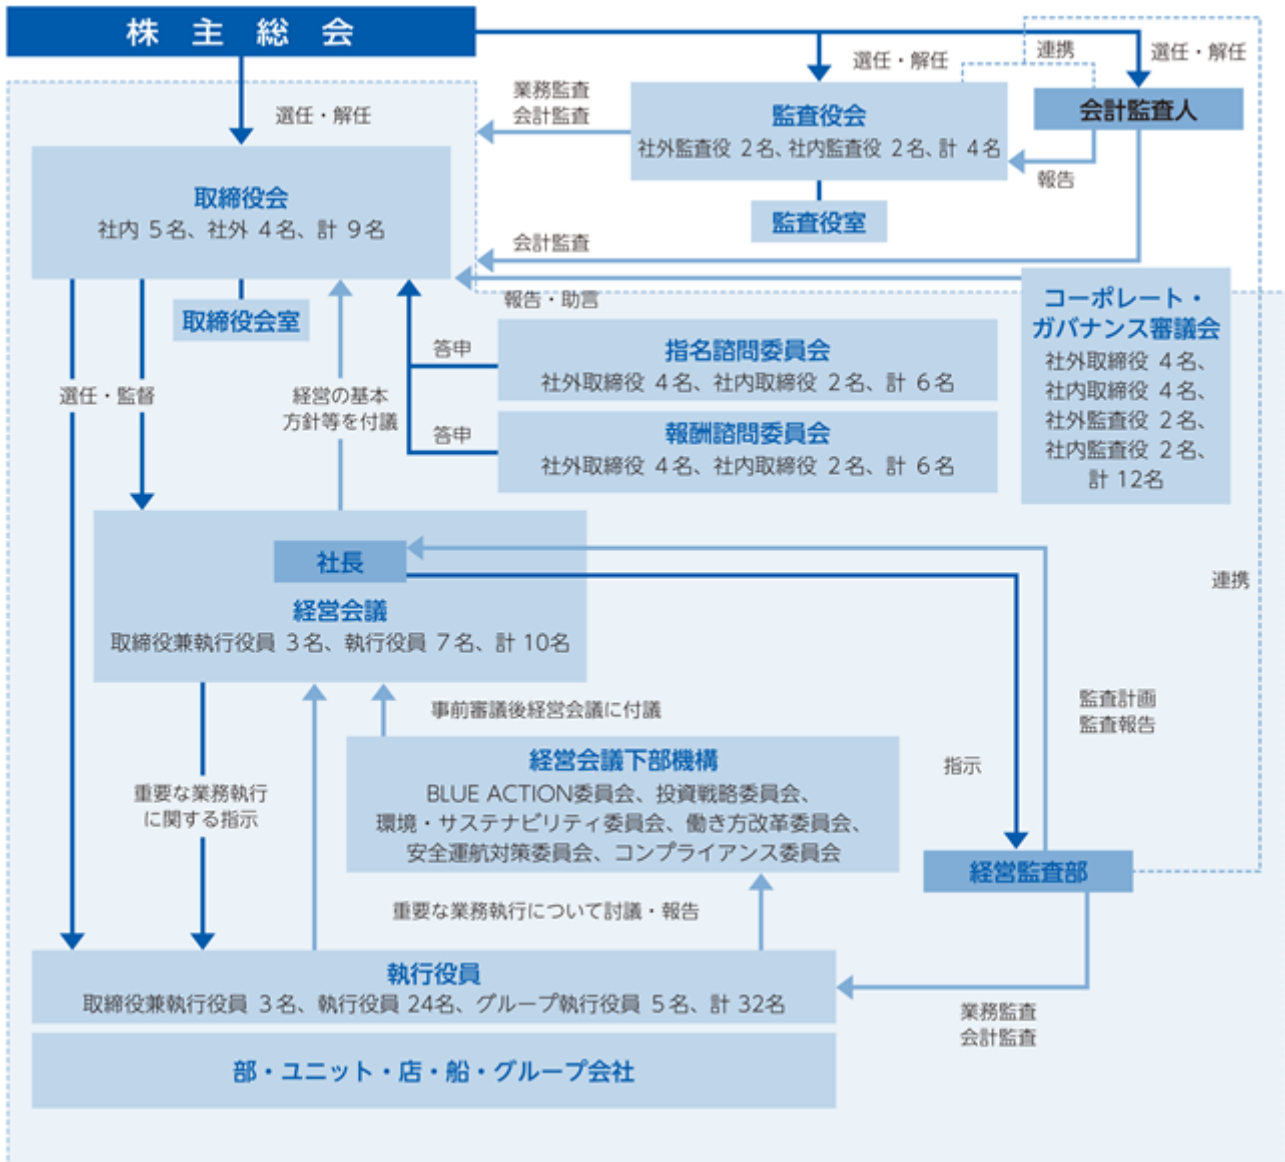 株主総会
選任・解任
連携
選任・解任
選任・解任
業務監査
会計監査
監査役会
社外監査役 2名、社内監査役 2名、計 4名
会計監査人
報告
監査役室
取締役会
社内 5名、社外 4名、計 9名
会計監査
報告・助言
取締役会室
コーポレート・
ガバナンス審議会
社外取締役 4名、
社内取締役 4名、
社外監査役 2名、
社内監査役 2名、
計 12名
答申
指名諮問委員会
社外取締役 4名、社内取締役 2名、計 6名
選任・監督
経営の基本
方針等を付議
答申
報酬諮問委員会
社外取締役 4名、社内取締役 2名、計 6名
社長
経営会議
取締役兼執行役員 3名、執行役員 7名、計 10名
連携
事前審議後経営会議に付議
監査計画
監査報告
経営会議下部機構
BLUE ACTION委員会、投資戦略委員会、
環境・サステナビリティ委員会、働き方改革委員会、
安全運航対策委員会、コンプライアンス委員会
指示
重要な業務執行
に関する指示
経営監査部
重要な業務執行について討議・報告
執行役員
取締役兼執行役員 3名、執行役員 24名、グループ執行役員 5名、計 32名
業務監査
会計監査
部・ユニット・店・船・グループ会社